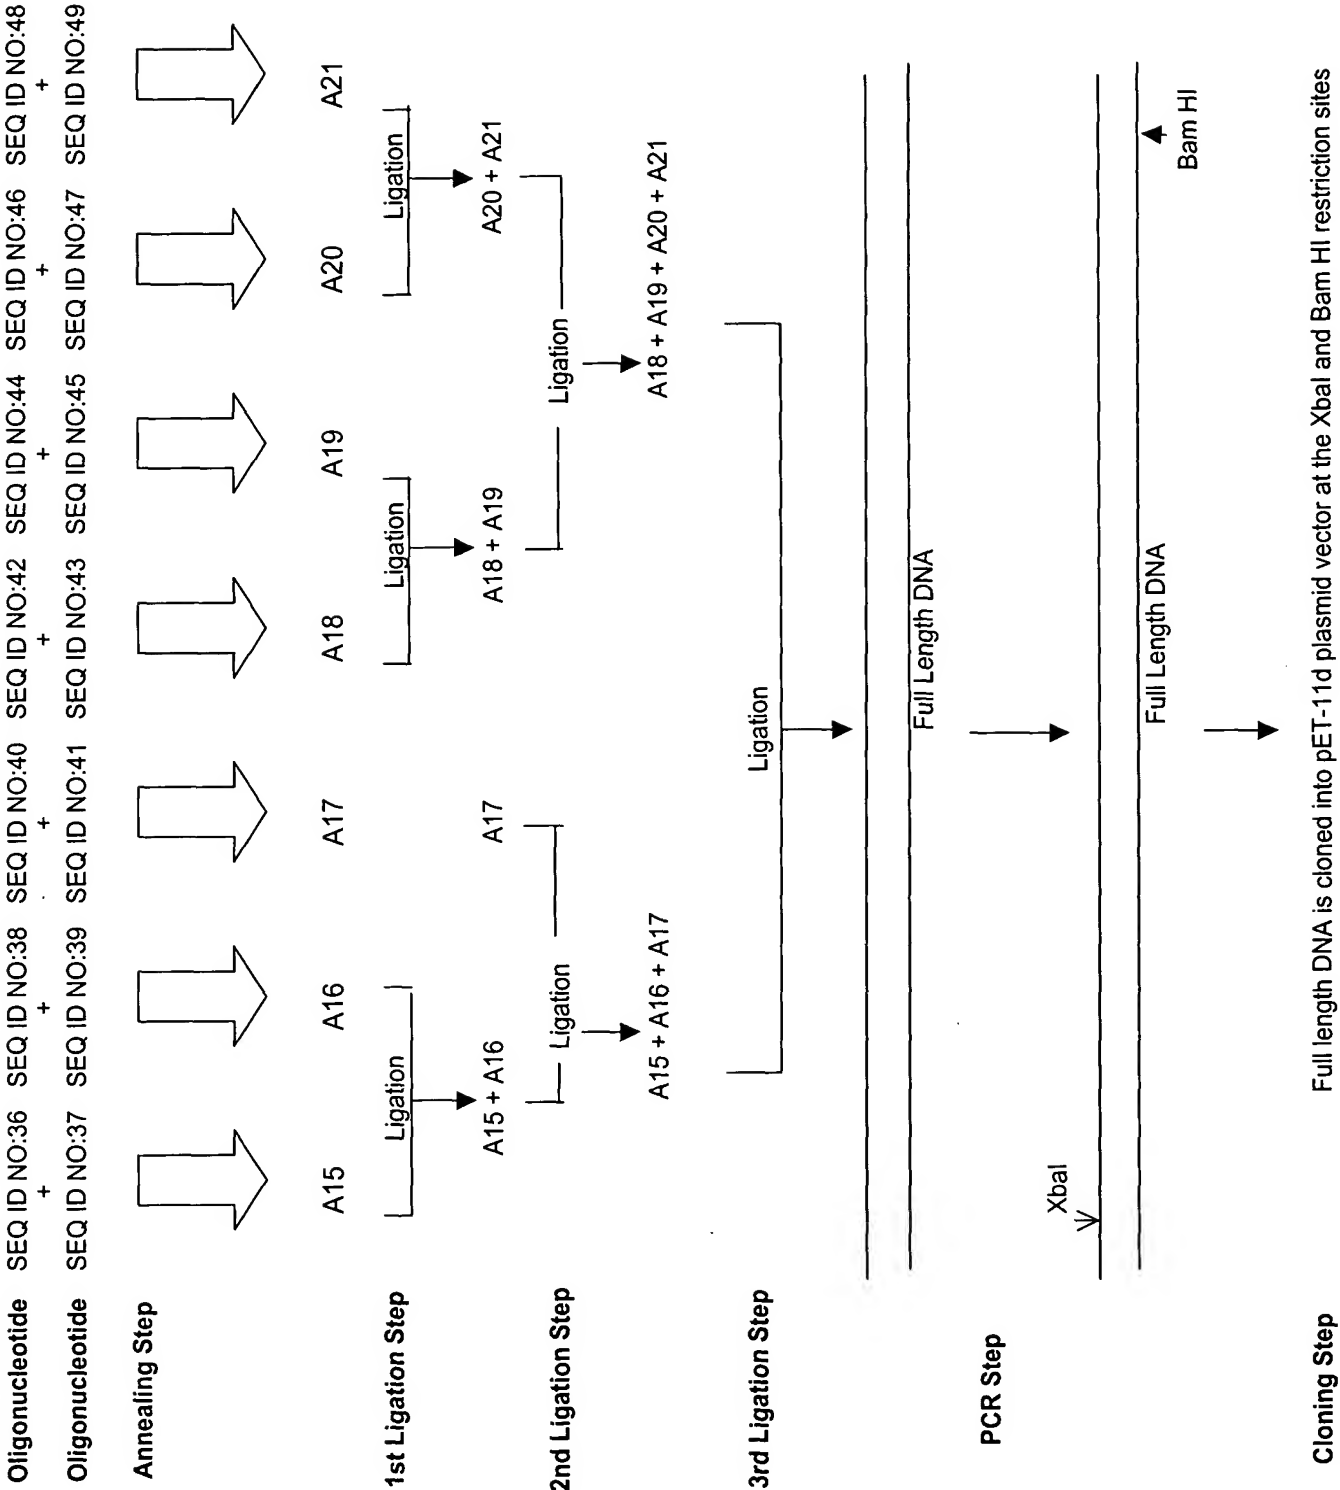 Oligonucleotide SEQ ID NO:36 SEQ ID NO:38 SEQ ID NO:40 SEQ ID NO:42 SEQ ID NO:44 SEQ ID NO:46 SEQ ID NO:48
+ + + + + + +
Oligonucleotide SEQ ID NO:37 SEQ ID NO:39 SEQ ID NO:41 SEQ ID NO:43 SEQ ID NO:45 SEQ ID NO:47 SEQ ID NO:49
Annealing Step
A15 A16 A17 A18 A19 A20 A21
1st Ligation Step Ligation Ligation Ligation
A15 + A16 A17 A18 + A19 A20 + A21
2nd Ligation Step Ligation Ligation
A15 + A16 + A17 A18 + A19 + A20 + A21
3rd Ligation Step Ligation
Full Length DNA
PCR Step
XbaI
Full Length DNA
Bam HI
Cloning Step Full length DNA is cloned into pET-11d plasmid vector at the XbaI and Bam HI restriction sites